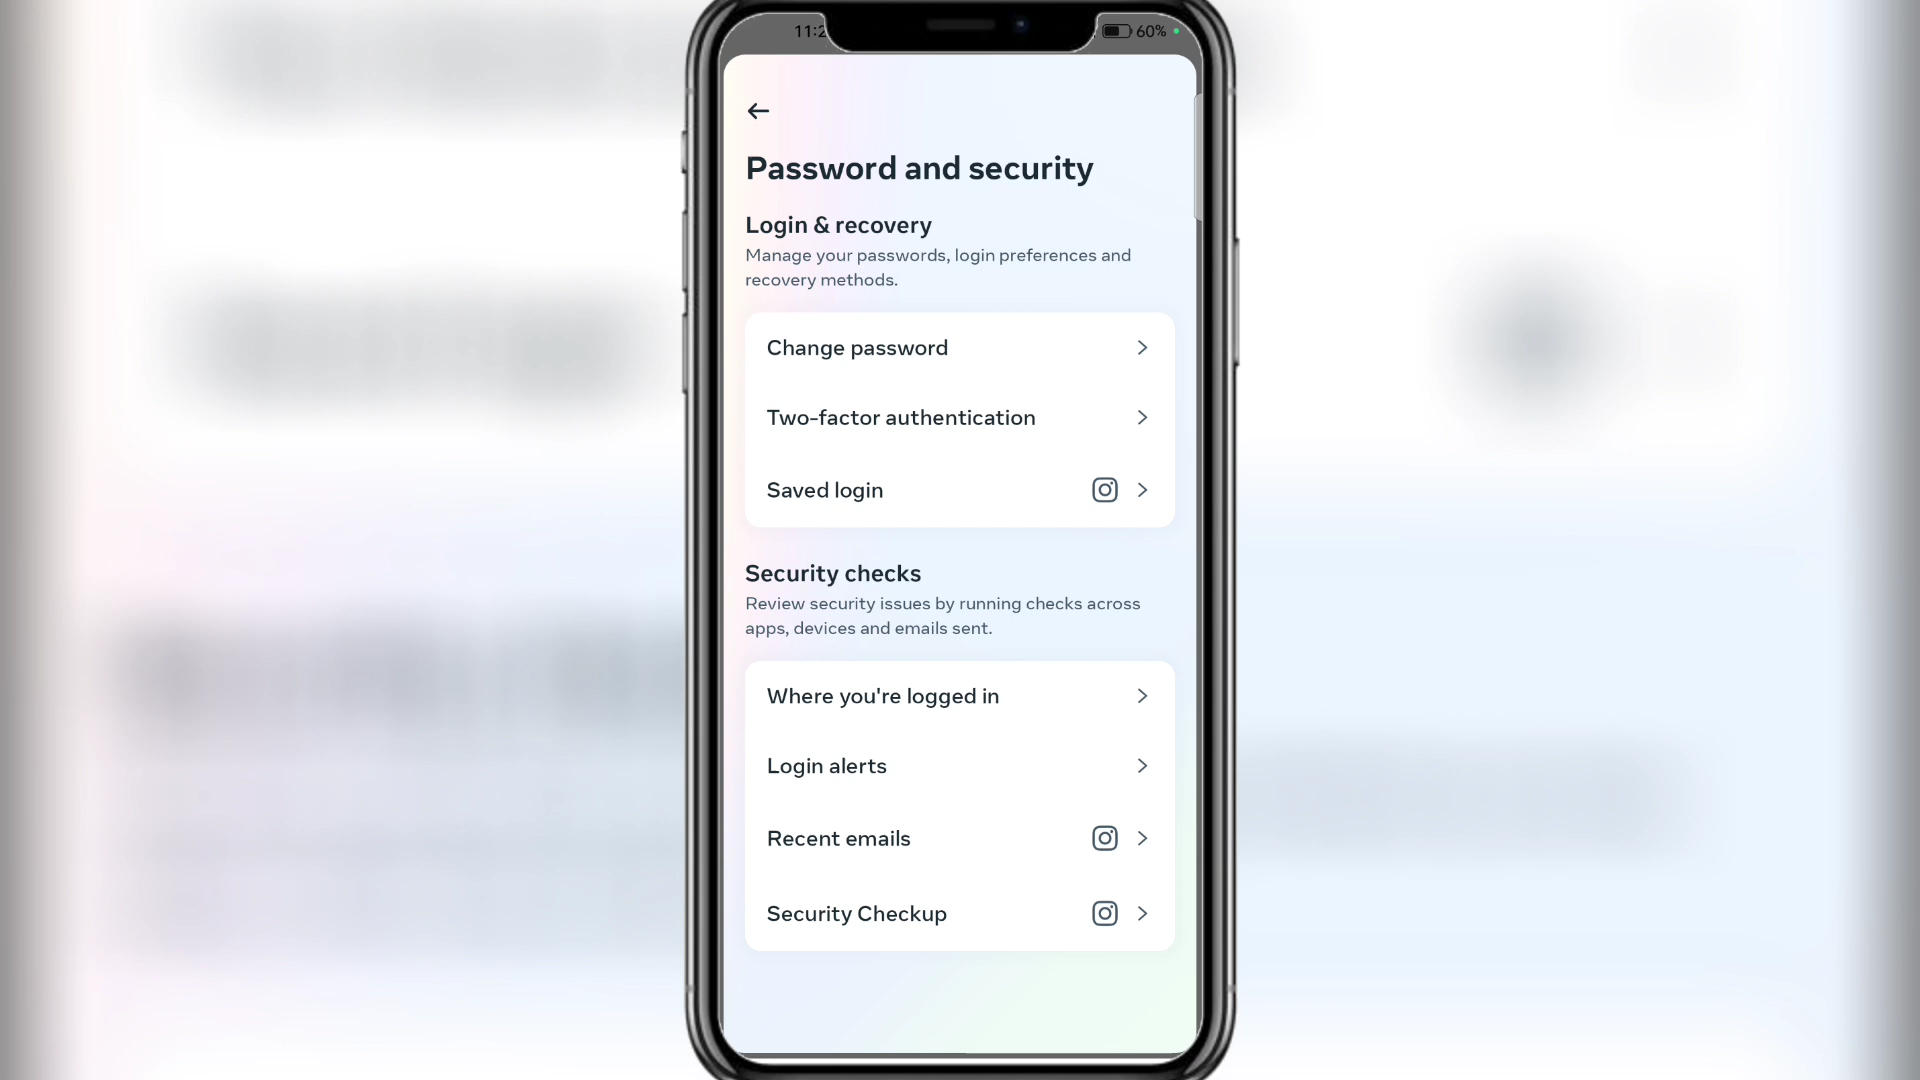 60%
Password and security
Login & recovery
Manage your passwords, login preferences and
recovery methods.
Change password
Two-factor authentication
Saved login
Security checks
Review security issues by running checks across
apps, devices and emails sent.
Where you're logged in
Login alerts
Recent emails
Security Checkup